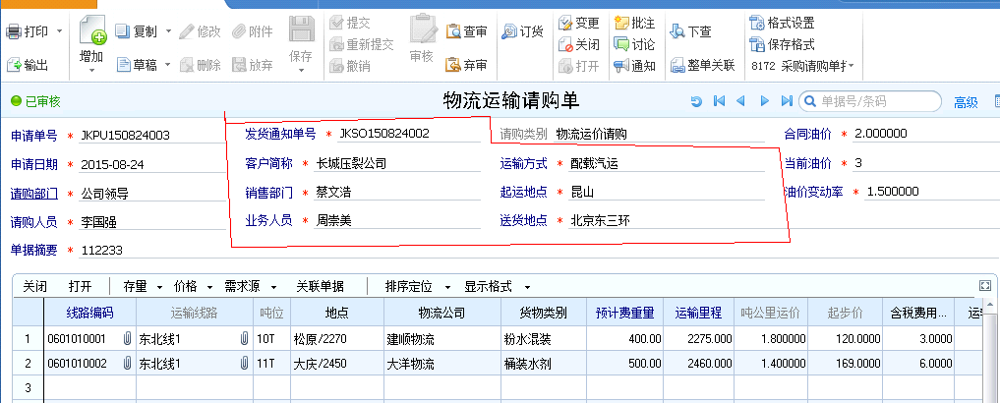 打印 增加 复制 修改 附件 保存 提交 审核 查审 订货 变更 批注 下查 格式设置
重新提交 关闭 讨论 保存格式
输出 草稿 删除 放弃 撤销 弃审 打开 通知 整单关联 8172 采购请购单打
已审核 物流运输请购单 单据号/条码 高级
申请单号 * JKPU150824003 发货通知单号 * JKSO150824002 请购类别 物流运价请购 合同油价 * 2.000000
申请日期 * 2015-08-24 客户简称 * 长城压裂公司 运输方式 * 配载汽运 当前油价 * 3
请购部门 * 公司领导 销售部门 * 蔡文浩 起运地点 * 昆山 油价变动率 * 1.500000
请购人员 * 李国强 业务人员 * 周崇美 送货地点 * 北京东三环
单据摘要 * 112233
关闭 打开 存量 价格 需求源 关联单据 排序定位 显示格式
线路编码 运输线路 吨位 地点 物流公司 货物类别 预计费重量 运输里程 吨公里运价 起步价 含税费用... 运
1 0601010001 东北线1 10T 松原/2270 建顺物流 粉水混装 400.00 2275.000 1.800000 120.0000 3.0000
2 0601010002 东北线1 11T 大庆/2450 大洋物流 桶装水剂 500.00 2460.000 1.400000 169.0000 6.0000
3